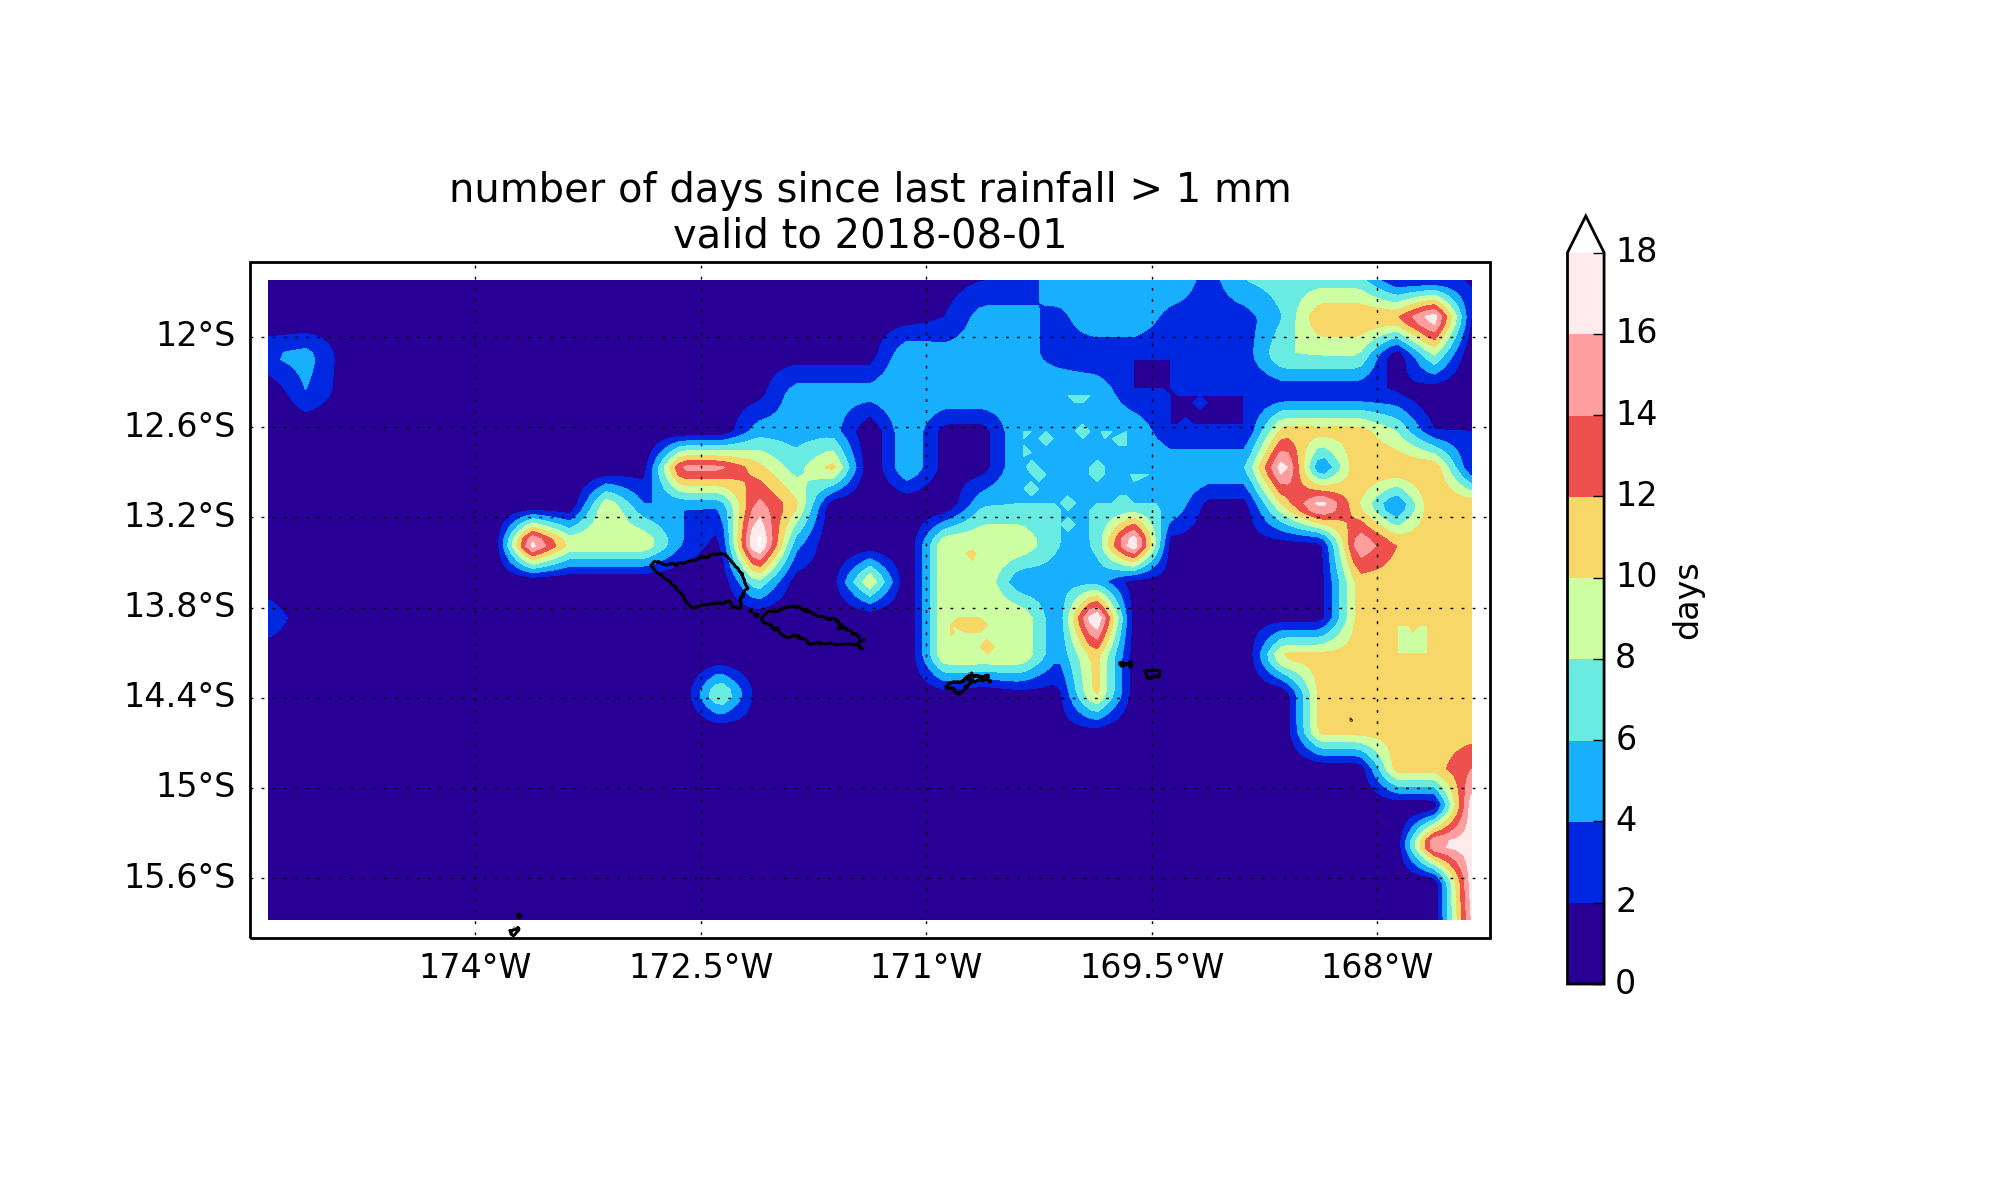 number of days since last rainfall > 1 mm
valid to 2018-08-01
12°S
12.6°S
13.2°S
13.8°S
14.4°S
15°S
15.6°S
174°W
172.5°W
171°W
169.5°W
168°W
18
16
14
12
10
8
6
4
2
0
days